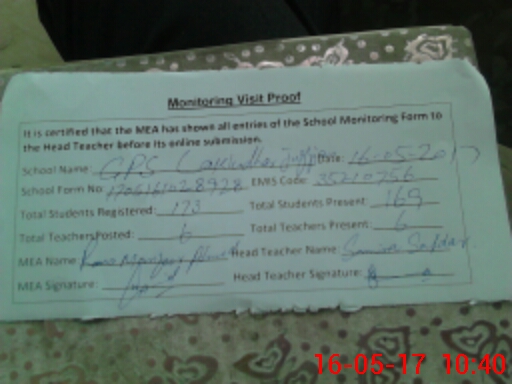 Monitoring Visit Proof
It is certified that the MEA has shown all entries of the School Monitoring Form to
the Head Teacher before its online submission.
School Name: GPS Date: 16-05-2017
School Form No: EMIS Code: 35210756
Total Students Registered: 173 Total Students Present: 169
Total Teachers Posted: 6 Total Teachers Present: 6
MEA Name: Head Teacher Name:
MEA Signature: Head Teacher Signature:
16-05-17 10:40